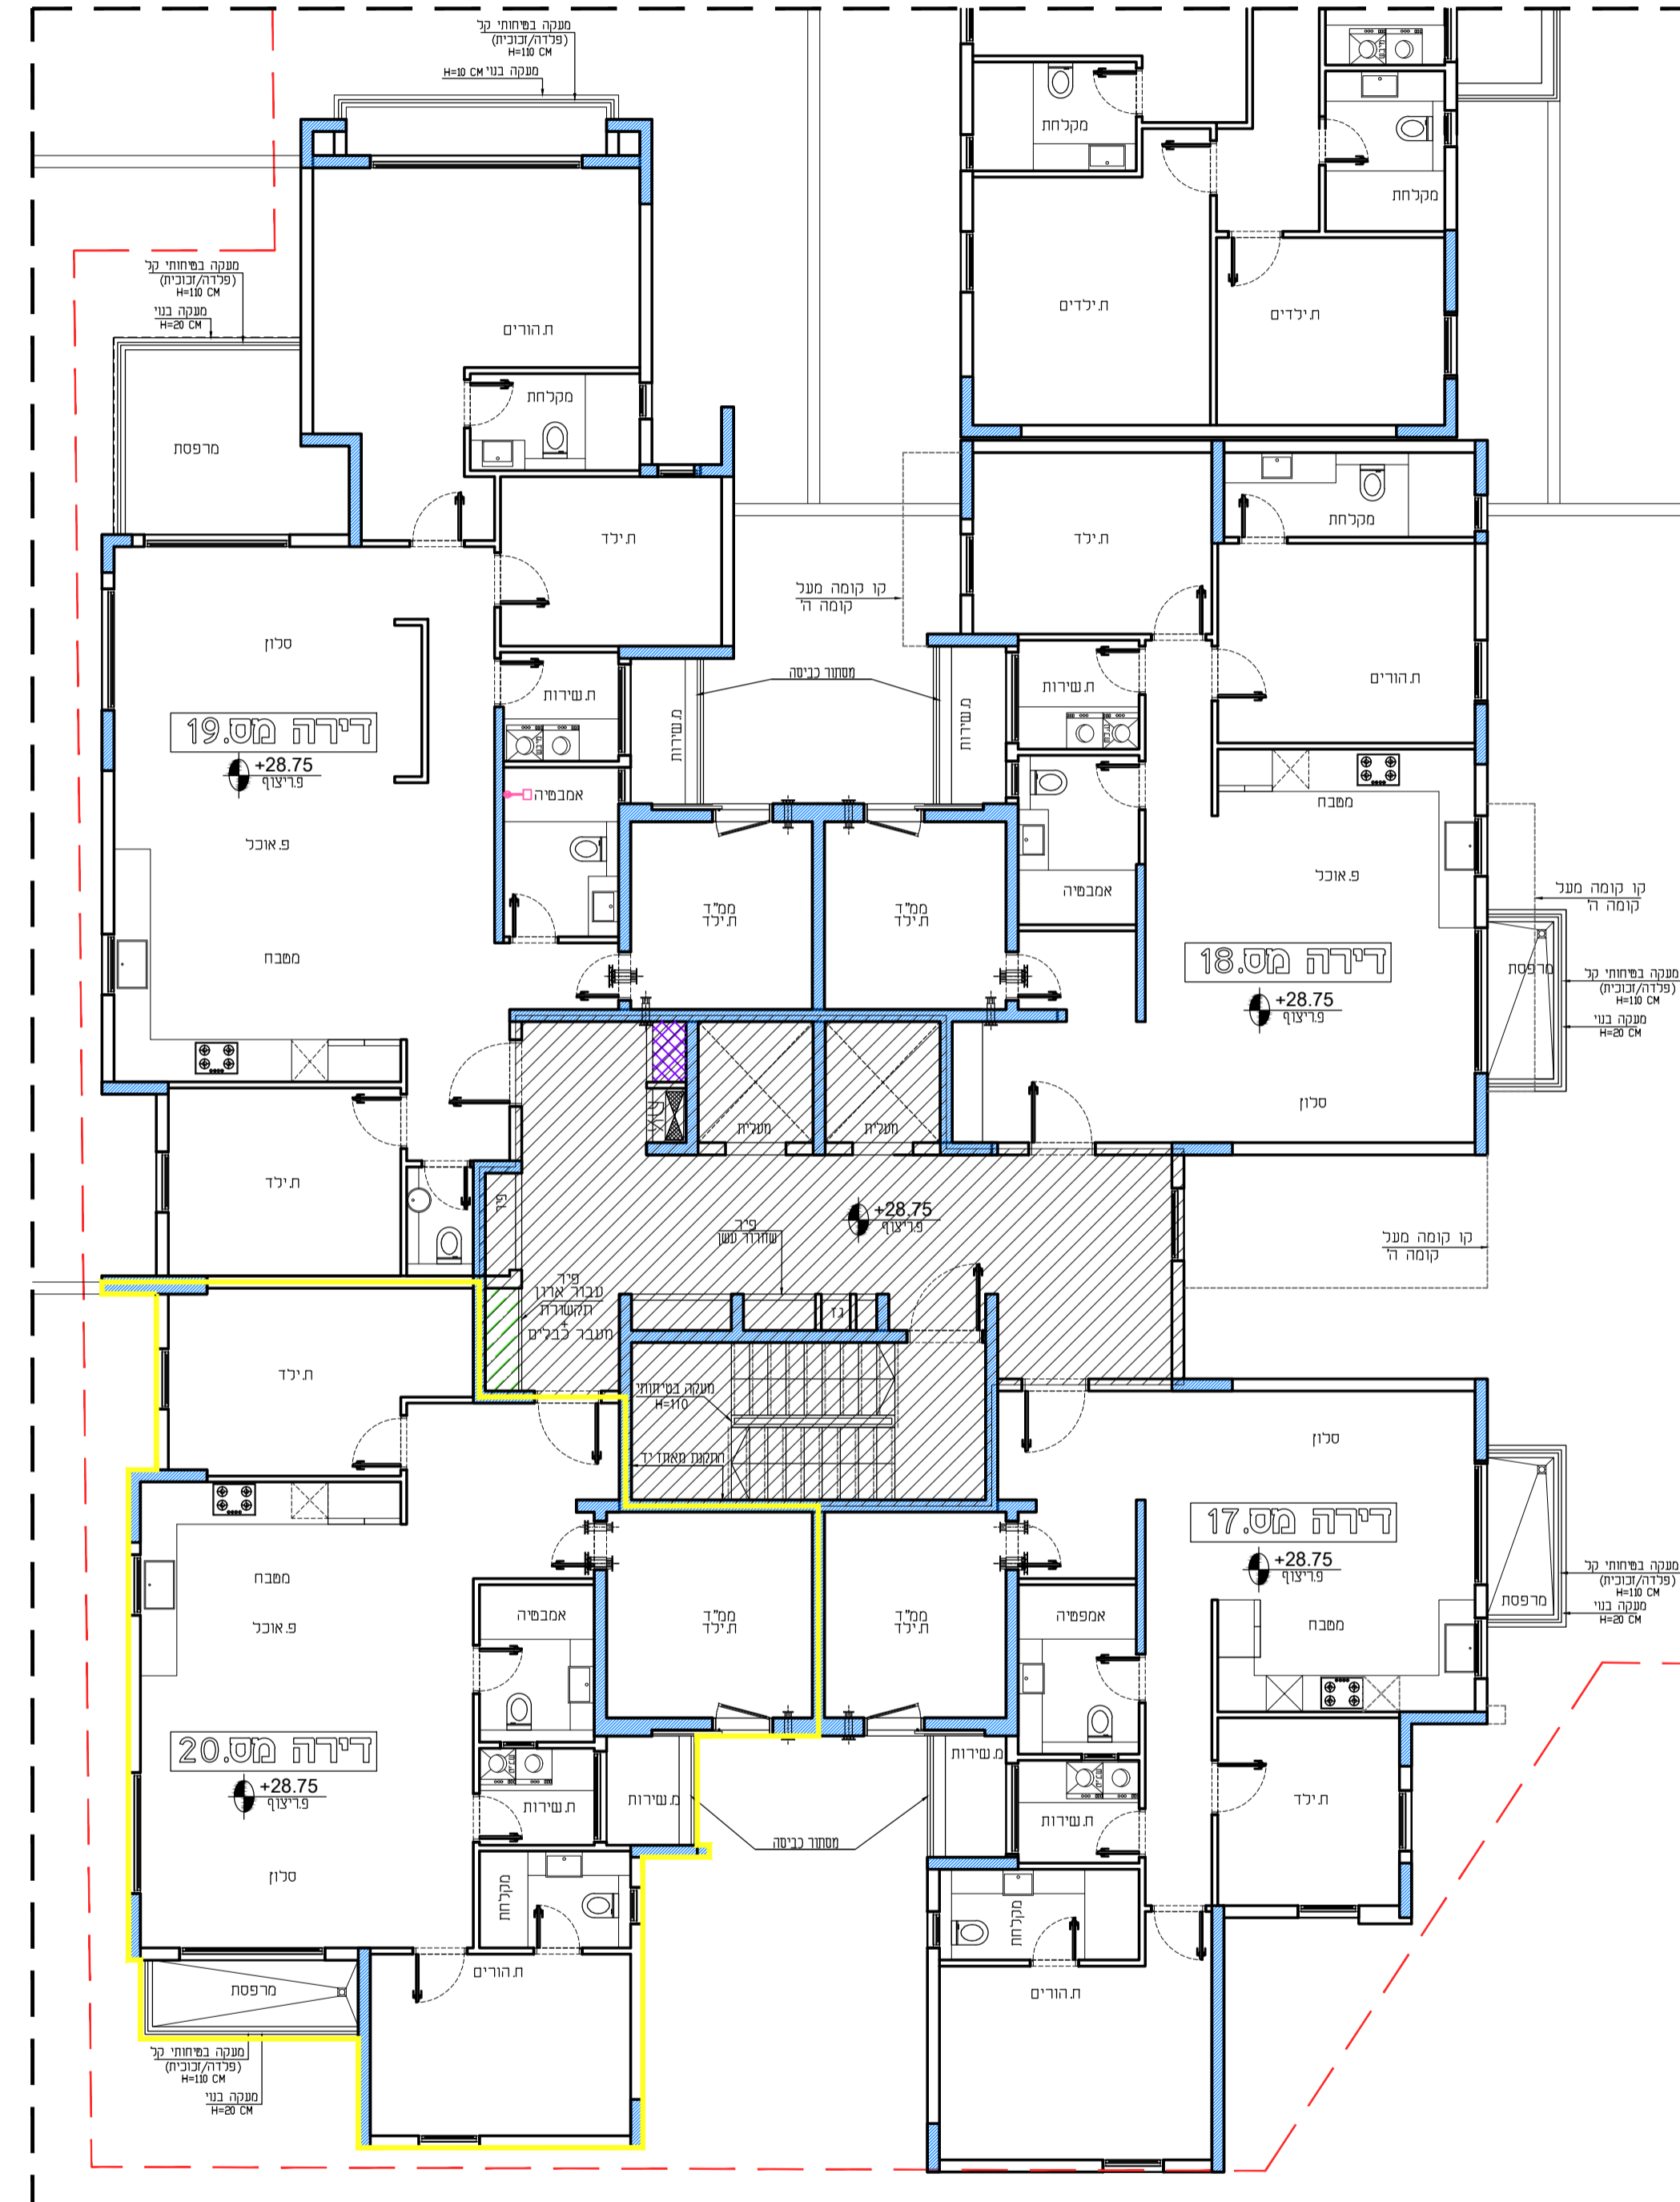 מעקה בטיחותי קל
(פלדה/זכוכית)
H=110 CM
מעקה בנוי H=10 CM
מקלחת
מקלחת
ח.ילדים
ח.ילדים
מעקה בטיחותי קל
(פלדה/זכוכית)
H=110 CM
מעקה בנוי
H=20 CM
ח.הורים
מקלחת
מרפסת
ח.ילד
ח.ילד
מקלחת
קו קומה מעל
קומה ה'
סלון
ח.שירות
מסתור כביסה
ח.שירות
ח.הורים
דירה מס.19
+28.75
פ.ריצוף
מ.שירות
מ.שירות
אמבטיה
מטבח
פ.אוכל
פ.אוכל
קו קומה מעל
קומה ה'
אמבטיה
ממ"ד
ח.ילד
ממ"ד
ח.ילד
מטבח
דירה מס.18
+28.75
פ.ריצוף
מרפסת
מעקה בטיחותי קל
(פלדה/זכוכית)
H=110 CM
מעקה בנוי
H=20 CM
סלון
מעלית
מעלית
ח.ילד
פיר
+28.75
פ.ריצוף
פיר
שחרור עשן
קו קומה מעל
קומה ה'
פיר
עבור ארון
תקשורת
+
מעבר כבלים
גז
ח.ילד
מעקה בטיחותי
H=110
התקנת מאחז יד
סלון
דירה מס.17
+28.75
פ.ריצוף
מטבח
מרפסת
מעקה בטיחותי קל
(פלדה/זכוכית)
H=110 CM
מעקה בנוי
H=20 CM
מטבח
פ.אוכל
אמבטיה
ממ"ד
ח.ילד
ממ"ד
ח.ילד
אמפטיה
דירה מס.20
+28.75
פ.ריצוף
ח.שירות
מ.שירות
מ.שירות
ח.שירות
ח.ילד
מסתור כביסה
סלון
מקלחת
מקלחת
ח.הורים
ח.הורים
מרפסת
מעקה בטיחותי קל
(פלדה/זכוכית)
H=110 CM
מעקה בנוי
H=20 CM